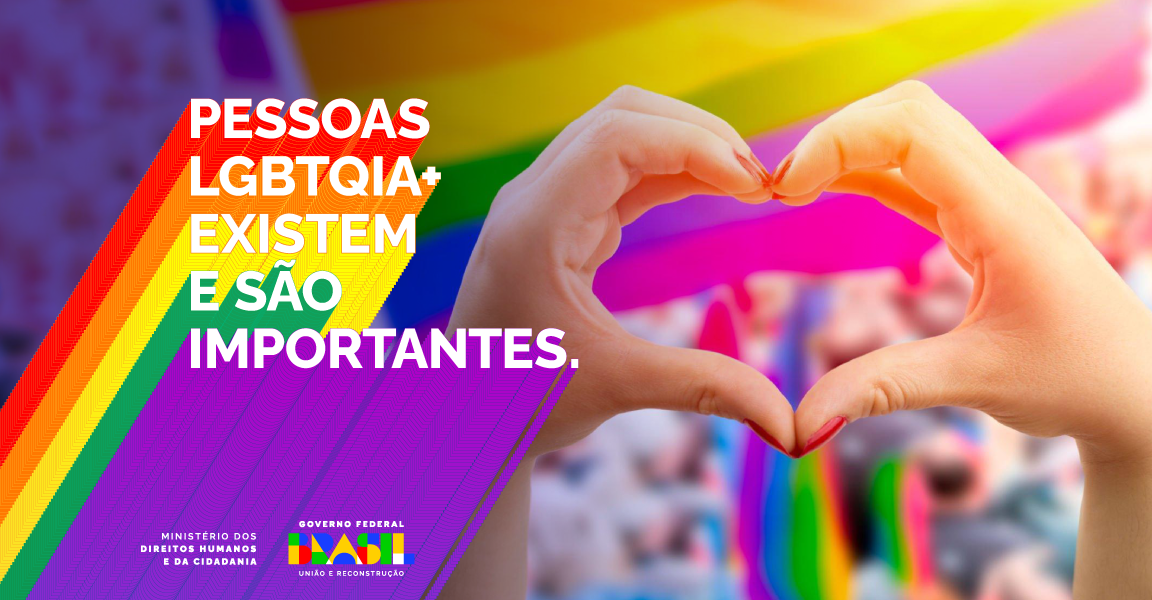 PESSOAS
LGBTQIA+
EXISTEM
E SÃO
IMPORTANTES.
MINISTÉRIO DOS
DIREITOS HUMANOS
E DA CIDADANIA
GOVERNO FEDERAL
BRASIL
UNIÃO E RECONSTRUÇÃO